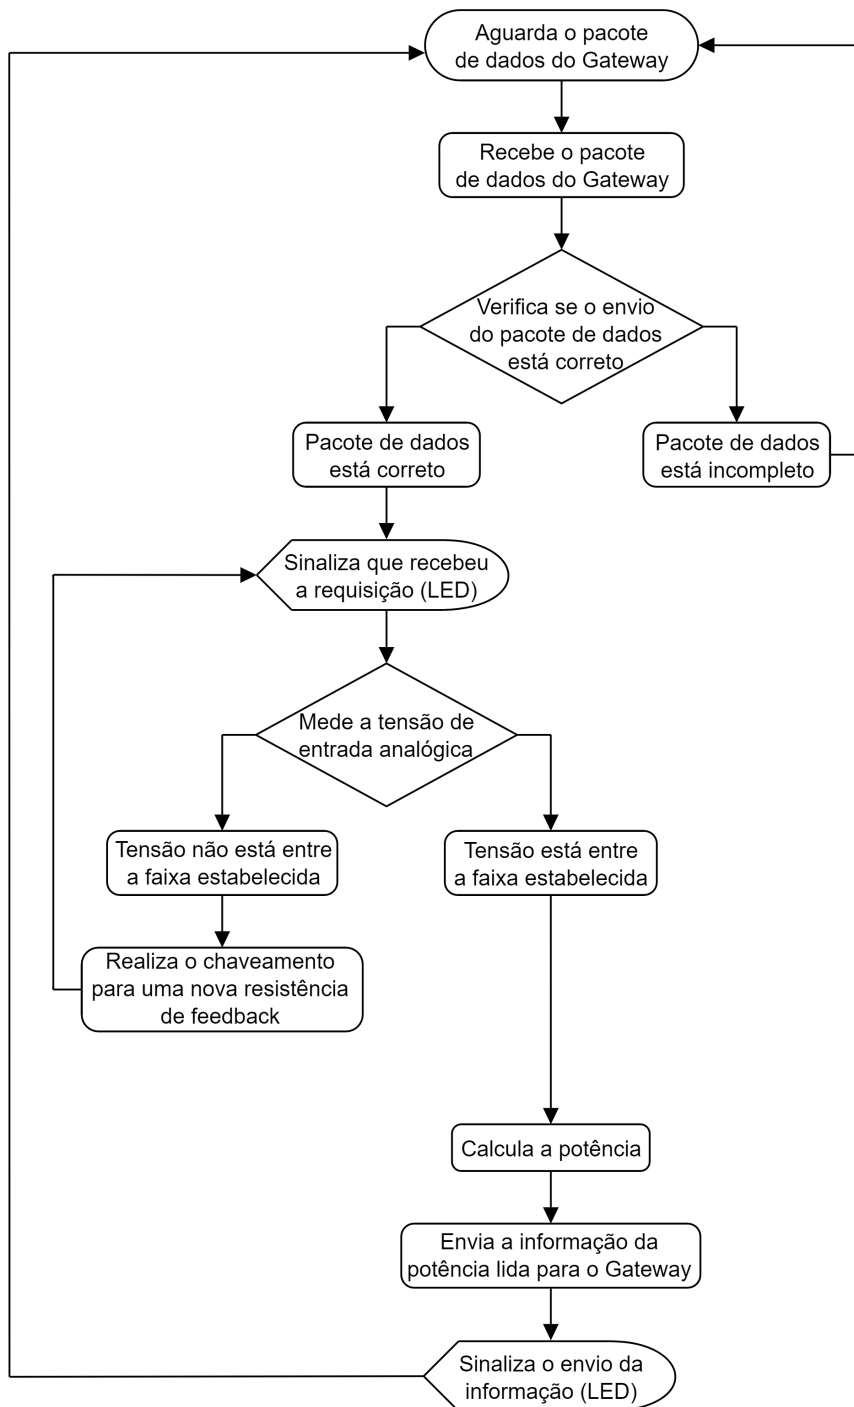 Aguarda o pacote
de dados do Gateway
Recebe o pacote
de dados do Gateway
Verifica se o envio
do pacote de dados
está correto
Pacote de dados
está correto
Pacote de dados
está incompleto
Sinaliza que recebeu
a requisição (LED)
Mede a tensão de
entrada analógica
Tensão não está entre
a faixa estabelecida
Tensão está entre
a faixa estabelecida
Realiza o chaveamento
para uma nova resistência
de feedback
Calcula a potência
Envia a informação da
potência lida para o Gateway
Sinaliza o envio da
informação (LED)